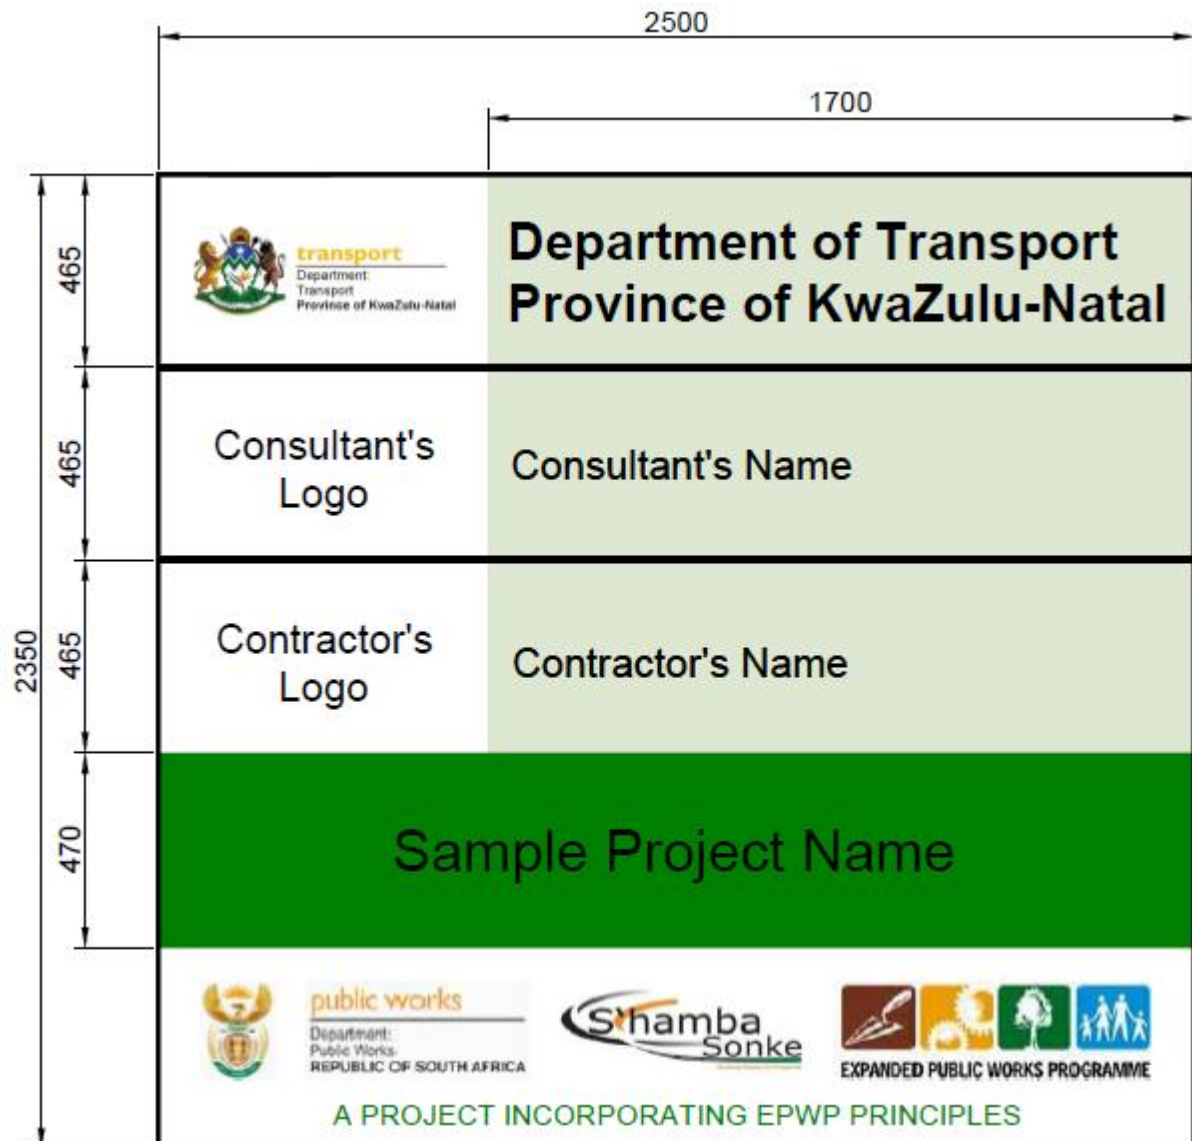 2500
1700
465
transport
Department
Transport
Province of KwaZulu-Natal
Department of Transport
Province of KwaZulu-Natal
465
Consultant's
Logo
Consultant's Name
2350
465
Contractor's
Logo
Contractor's Name
470
Sample Project Name
public works
Department:
Public Works
REPUBLIC OF SOUTH AFRICA
S'hamba
Sonke
EXPANDED PUBLIC WORKS PROGRAMME
A PROJECT INCORPORATING EPWP PRINCIPLES